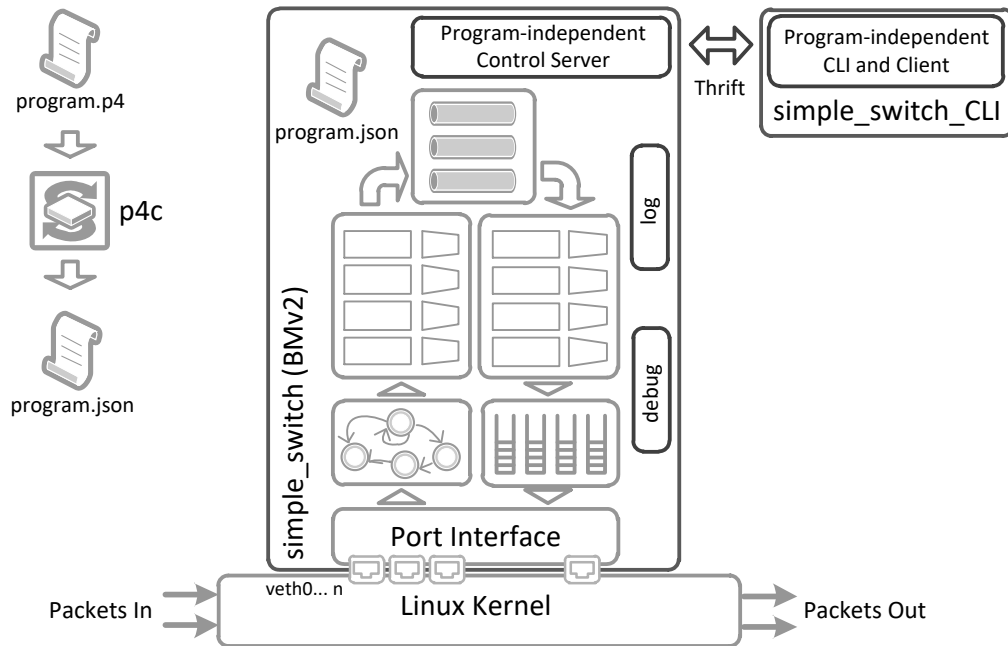 program.p4
p4c
program.json
Program-independent
Control Server
program.json
log
debug
simple_switch (BMv2)
Port Interface
Thrift
Program-independent
CLI and Client
simple_switch_CLI
veth0... n
Packets In
Linux Kernel
Packets Out